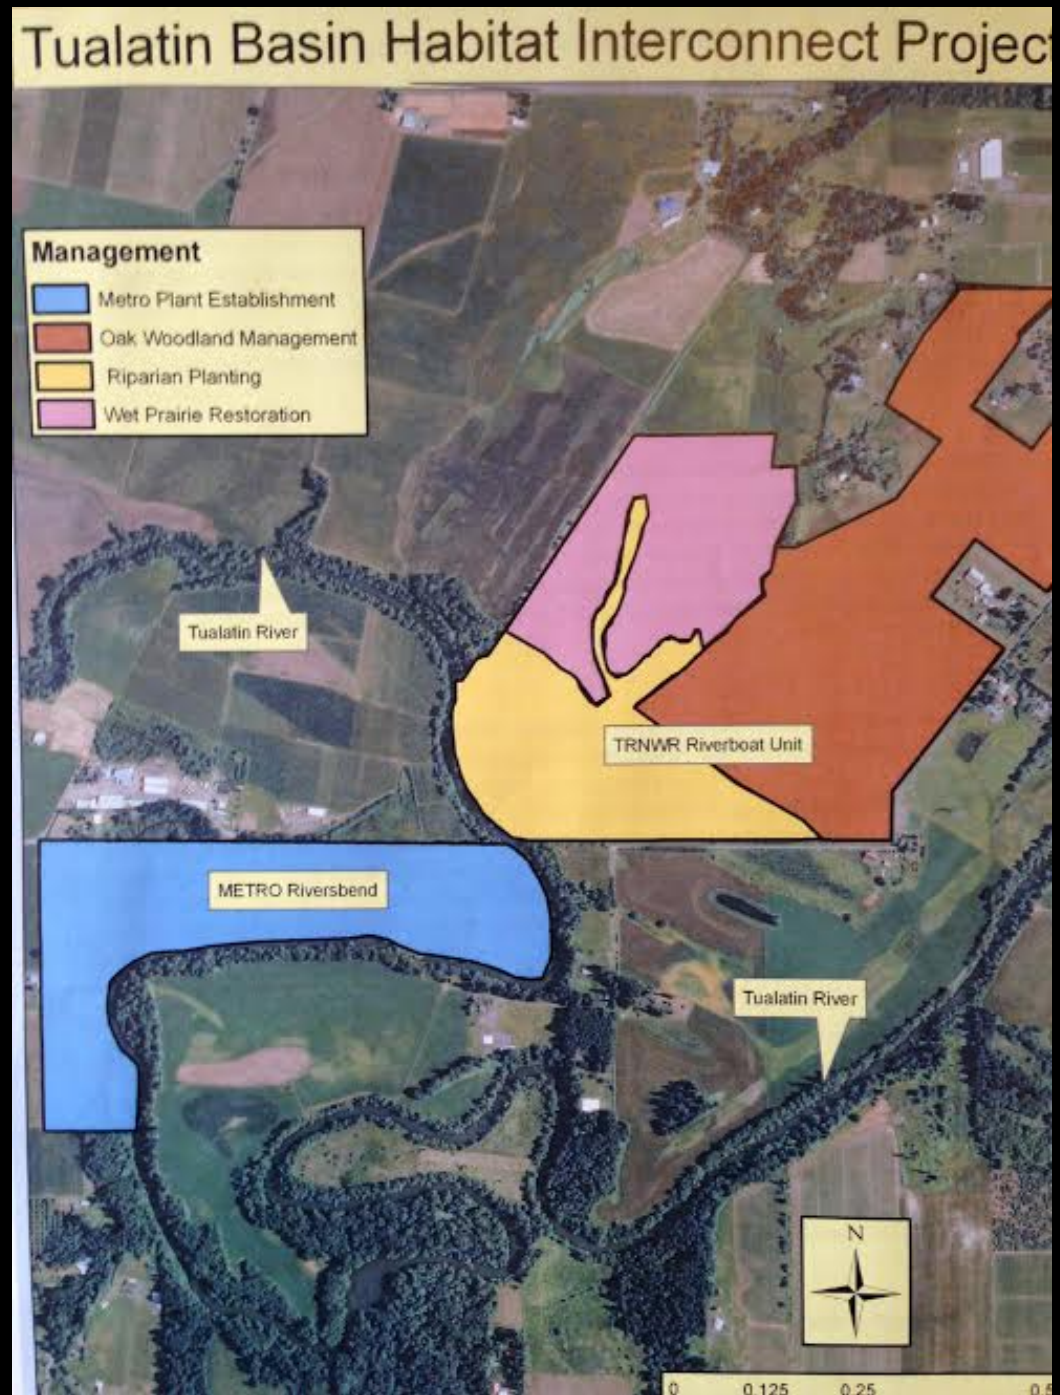 Tualatin Basin Habitat Interconnect Project
Management
Metro Plant Establishment
Oak Woodland Management
Riparian Planting
Wet Prairie Restoration
Tualatin River
TRNWR Riverboat Unit
METRO Riversbend
Tualatin River
N
0 0.125 0.25